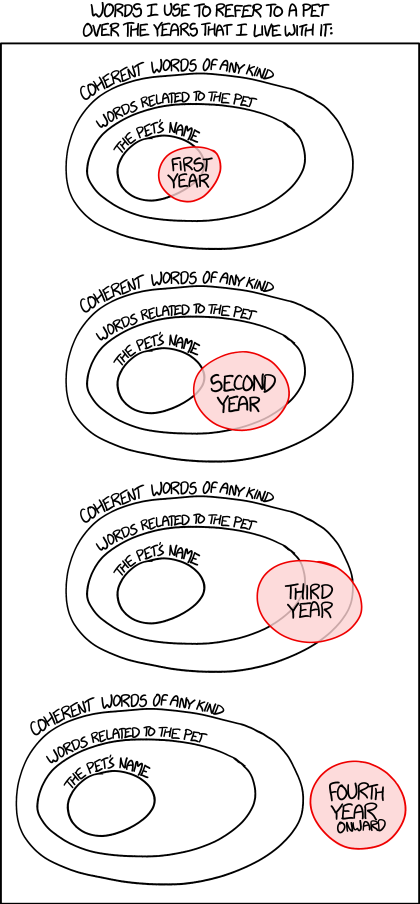 WORDS I USE TO REFER TO A PET
OVER THE YEARS THAT I LIVE WITH IT:
COHERENT WORDS OF ANY KIND
WORDS RELATED TO THE PET
THE PET'S NAME
FIRST
YEAR
COHERENT WORDS OF ANY KIND
WORDS RELATED TO THE PET
THE PET'S NAME
SECOND
YEAR
COHERENT WORDS OF ANY KIND
WORDS RELATED TO THE PET
THE PET'S NAME
THIRD
YEAR
COHERENT WORDS OF ANY KIND
WORDS RELATED TO THE PET
THE PET'S NAME
FOURTH
YEAR
ONWARD